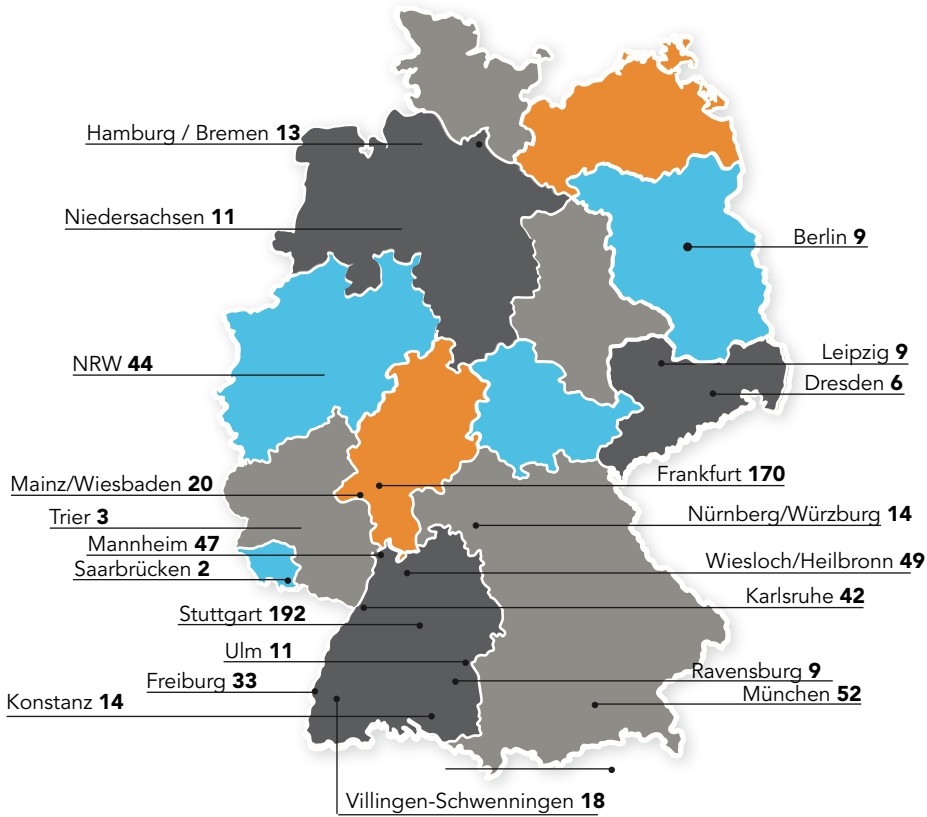 Hamburg / Bremen 13
Niedersachsen 11
Berlin 9
Leipzig 9
NRW 44
Dresden 6
Frankfurt 170
Mainz/Wiesbaden 20
Nürnberg/Würzburg 14
Trier 3
Mannheim 47
Wiesloch/Heilbronn 49
Saarbrücken 2
Karlsruhe 42
Stuttgart 192
Ulm 11
Ravensburg 9
Freiburg 33
München 52
Konstanz 14
Villingen-Schwenningen 18